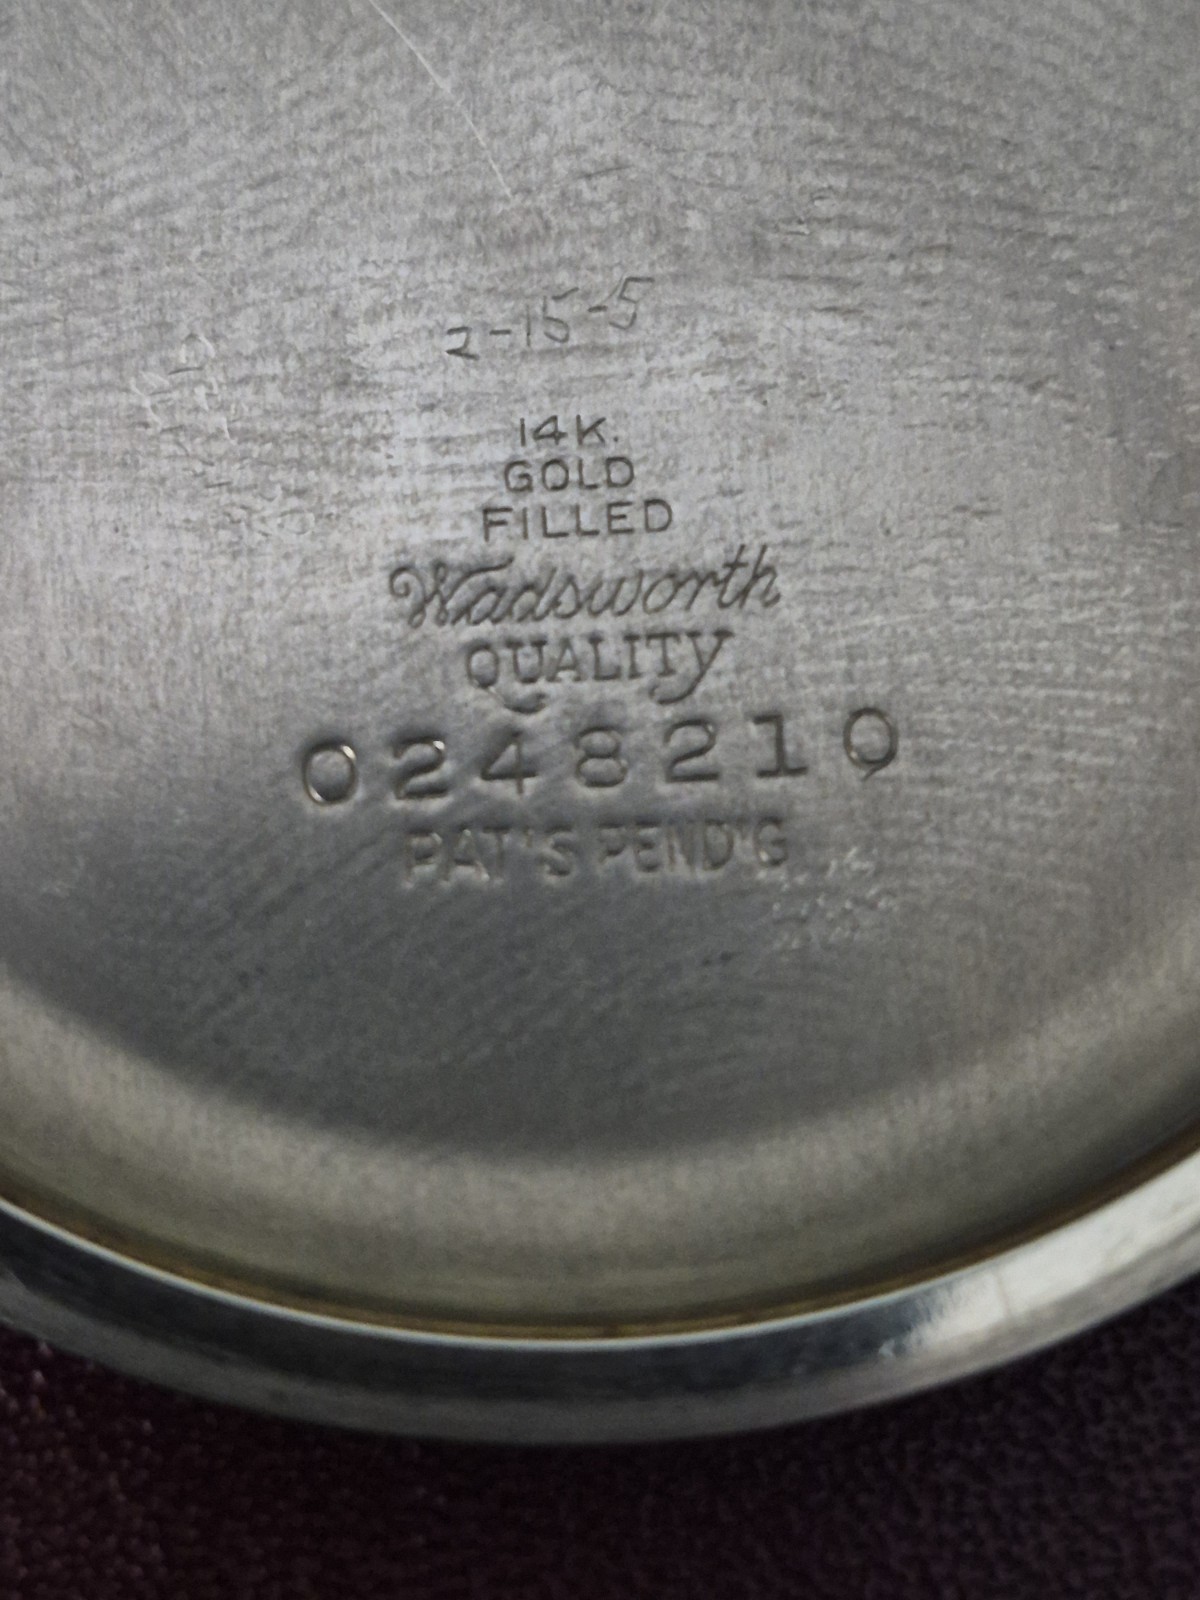 2-15-5
14K.
GOLD
FILLED
Wadsworth
QUALITY
0248210
PAT'S PEND'G